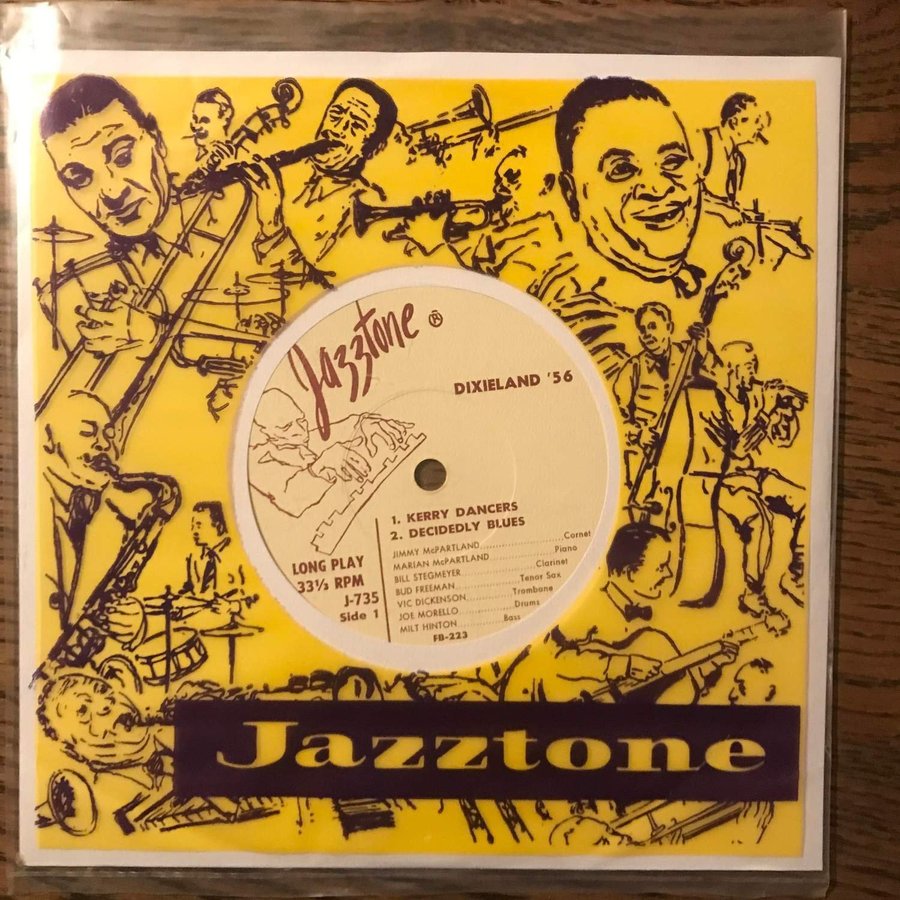 Jazztone ®
DIXIELAND '56
1. KERRY DANCERS
2. DECIDEDLY BLUES
JIMMY McPARTLAND..............Cornet
MARIAN McPARTLAND..............Piano
BILL STEGMEYER..............Clarinet
BUD FREEMAN..............Tenor Sax
VIC DICKENSON..............Trombone
JOE MORELLO..............Drums
MILT HINTON..............Bass
FB-223
LONG PLAY
33⅓ RPM
J-735
Side 1
Jazztone